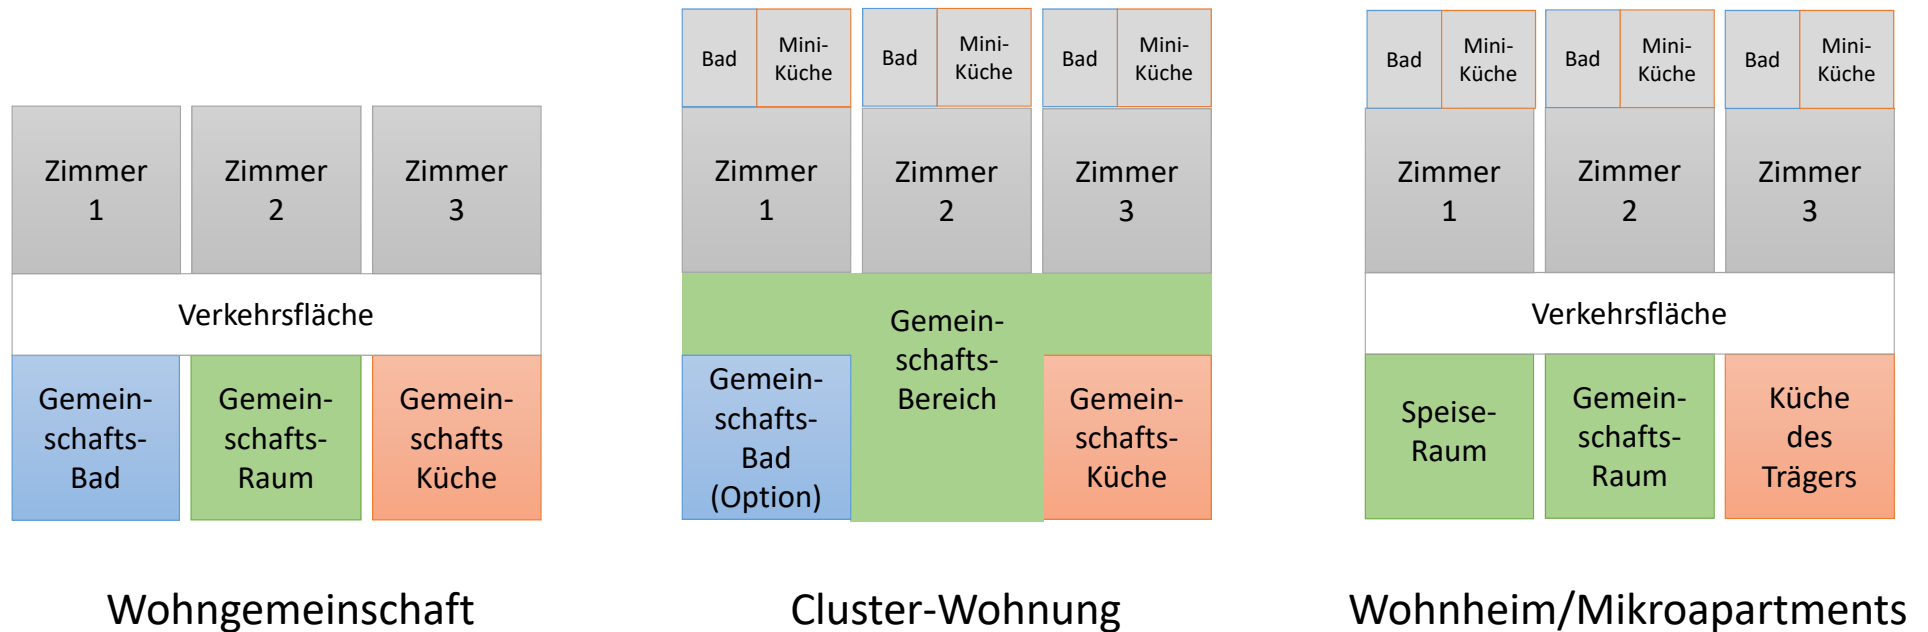 Zimmer
1
Zimmer
2
Zimmer
3
Verkehrsfläche
Gemein-
schafts-
Bad
Gemein-
schafts-
Raum
Gemein-
schafts
Küche
Wohngemeinschaft
Bad
Mini-
Küche
Bad
Mini-
Küche
Bad
Mini-
Küche
Zimmer
1
Zimmer
2
Zimmer
3
Gemein-
schafts-
Bereich
Gemein-
schafts-
Bad
(Option)
Gemein-
schafts-
Küche
Cluster-Wohnung
Bad
Mini-
Küche
Bad
Mini-
Küche
Bad
Mini-
Küche
Zimmer
1
Zimmer
2
Zimmer
3
Verkehrsfläche
Speise-
Raum
Gemein-
schafts-
Raum
Küche
des
Trägers
Wohnheim/Mikroapartments